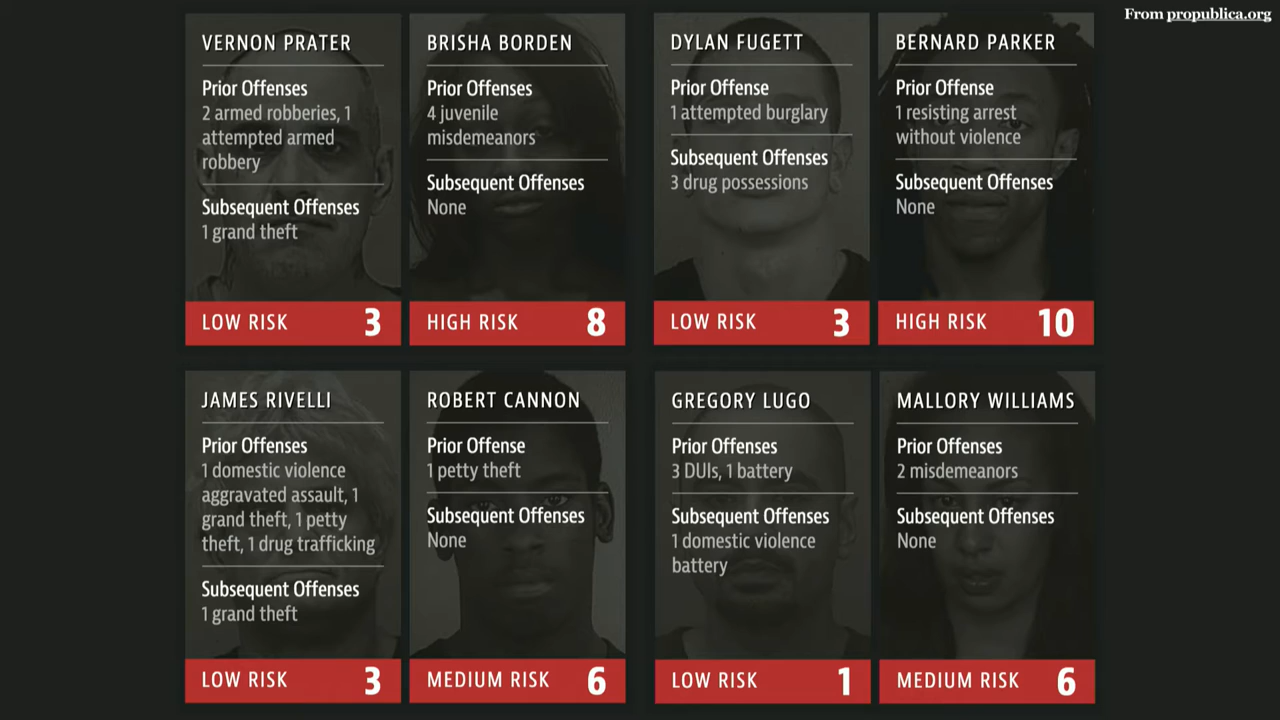 From propublica.org
VERNON PRATER
Prior Offenses
2 armed robberies, 1
attempted armed
robbery
Subsequent Offenses
1 grand theft
LOW RISK 3
BRISHA BORDEN
Prior Offenses
4 juvenile
misdemeanors
Subsequent Offenses
None
HIGH RISK 8
DYLAN FUGETT
Prior Offense
1 attempted burglary
Subsequent Offenses
3 drug possessions
LOW RISK 3
BERNARD PARKER
Prior Offense
1 resisting arrest
without violence
Subsequent Offenses
None
HIGH RISK 10
JAMES RIVELLI
Prior Offenses
1 domestic violence
aggravated assault, 1
grand theft, 1 petty
theft, 1 drug trafficking
Subsequent Offenses
1 grand theft
LOW RISK 3
ROBERT CANNON
Prior Offense
1 petty theft
Subsequent Offenses
None
MEDIUM RISK 6
GREGORY LUGO
Prior Offenses
3 DUIs, 1 battery
Subsequent Offenses
1 domestic violence
battery
LOW RISK 1
MALLORY WILLIAMS
Prior Offenses
2 misdemeanors
Subsequent Offenses
None
MEDIUM RISK 6